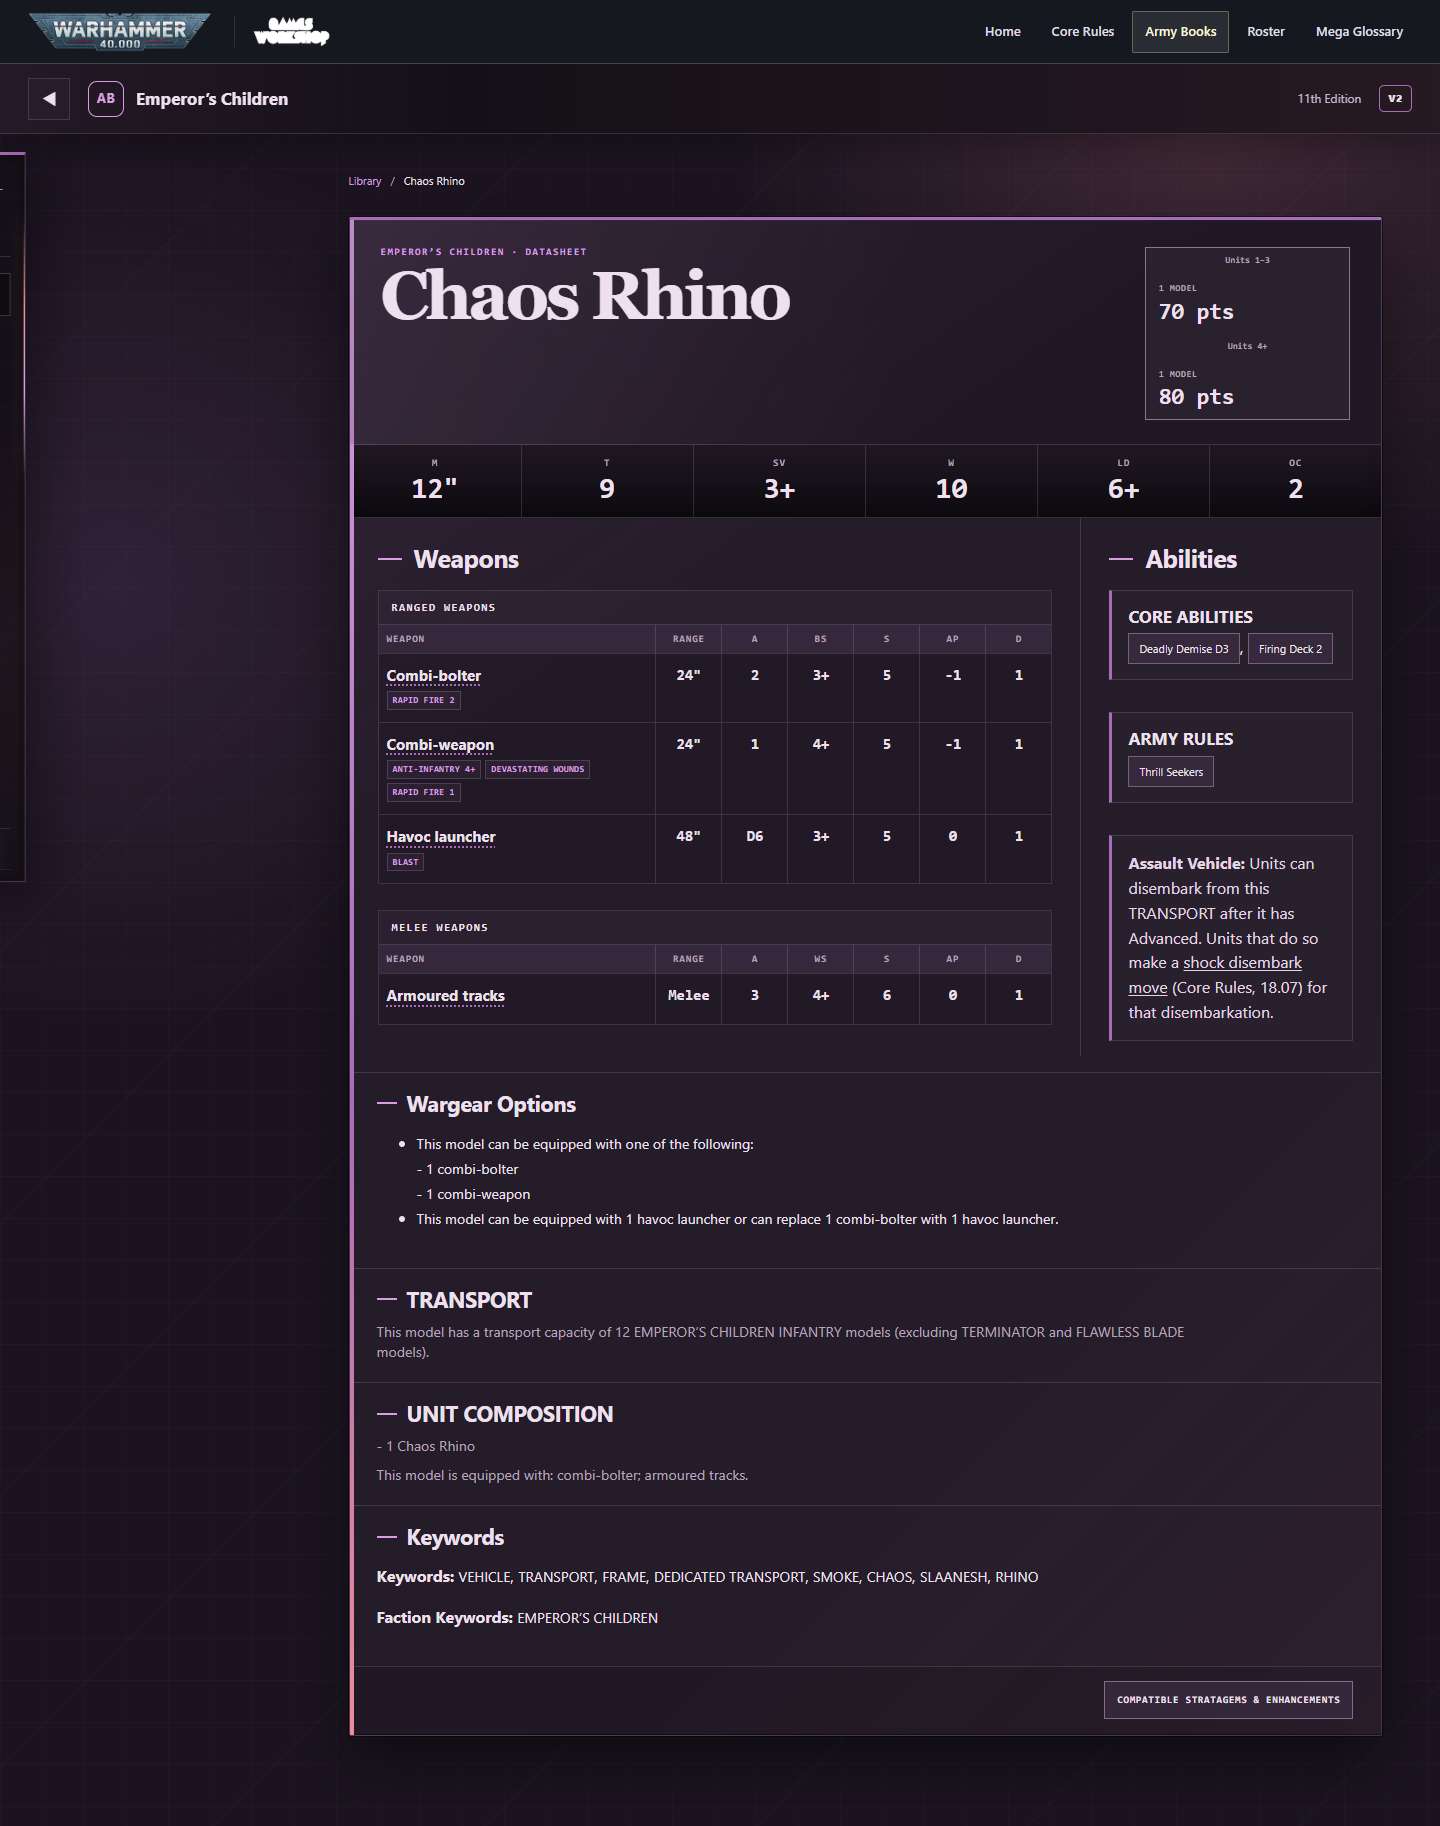 WARHAMMER
40,000
GAMES
WORKSHOP
Home
Core Rules
Army Books
Roster
Mega Glossary
◀
AB
Emperor's Children
11th Edition
V2
Library / Chaos Rhino
EMPEROR'S CHILDREN · DATASHEET
Chaos Rhino
Units 1-3
1 MODEL
70 pts
Units 4+
1 MODEL
80 pts
M
12"
T
9
SV
3+
W
10
LD
6+
OC
2
Weapons
RANGED WEAPONS
WEAPON RANGE A BS S AP D
Combi-bolter 24" 2 3+ 5 -1 1
RAPID FIRE 2
Combi-weapon 24" 1 4+ 5 -1 1
ANTI-INFANTRY 4+ DEVASTATING WOUNDS
RAPID FIRE 1
Havoc launcher 48" D6 3+ 5 0 1
BLAST
MELEE WEAPONS
WEAPON RANGE A WS S AP D
Armoured tracks Melee 3 4+ 6 0 1
Abilities
CORE ABILITIES
Deadly Demise D3, Firing Deck 2
ARMY RULES
Thrill Seekers
Assault Vehicle: Units can
disembark from this
TRANSPORT after it has
Advanced. Units that do so
make a shock disembark
move (Core Rules, 18.07) for
that disembarkation.
Wargear Options
• This model can be equipped with one of the following:
- 1 combi-bolter
- 1 combi-weapon
• This model can be equipped with 1 havoc launcher or can replace 1 combi-bolter with 1 havoc launcher.
TRANSPORT
This model has a transport capacity of 12 EMPEROR'S CHILDREN INFANTRY models (excluding TERMINATOR and FLAWLESS BLADE
models).
UNIT COMPOSITION
- 1 Chaos Rhino
This model is equipped with: combi-bolter; armoured tracks.
Keywords
Keywords: VEHICLE, TRANSPORT, FRAME, DEDICATED TRANSPORT, SMOKE, CHAOS, SLAANESH, RHINO
Faction Keywords: EMPEROR'S CHILDREN
COMPATIBLE STRATAGEMS & ENHANCEMENTS